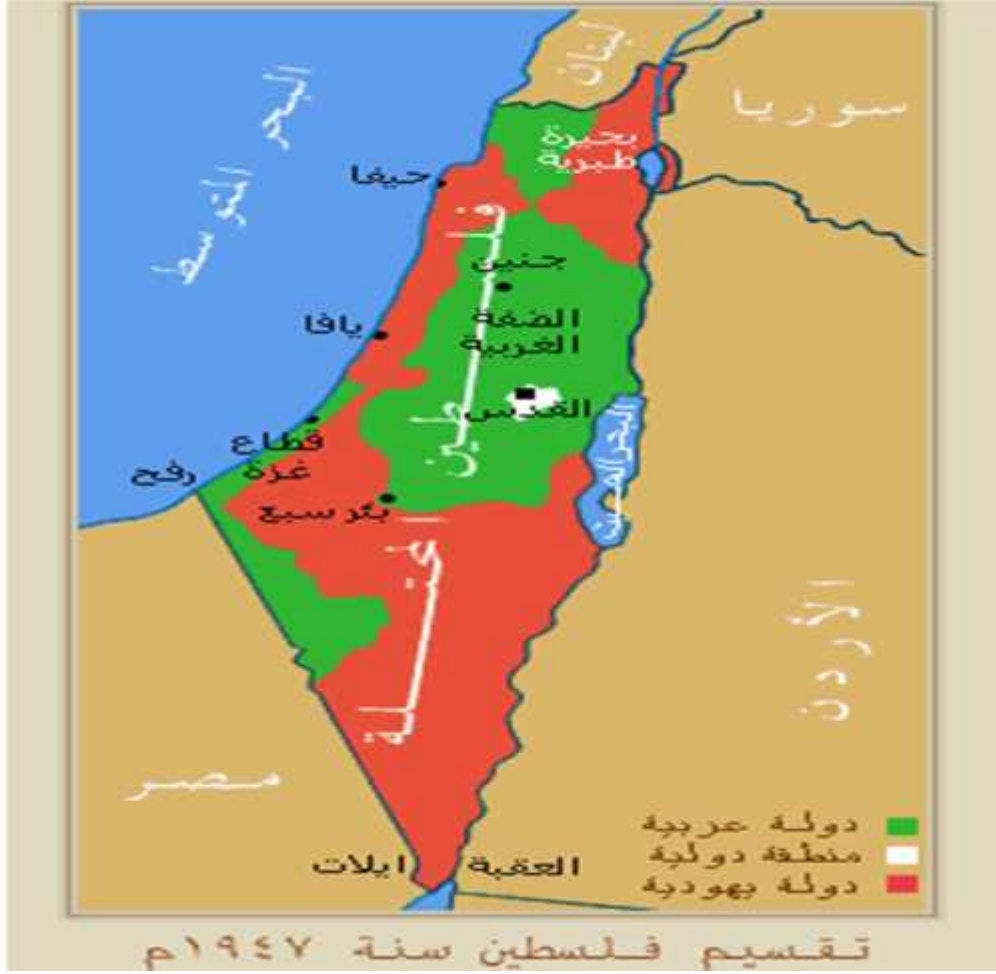 لبنان
سوريا
البحر المتوسط
بحيرة
طبرية
حيفا
فلسطين المحتلة
جنين
الضفة
الغربية
يافا
القدس
البحر الميت
قطاع
غزة
رفح
بئر سبع
الأردن
مصر
ايلات
العقبة
دولة عربية
منطقة دولية
دولة يهودية
تقسيم فلسطين سنة ١٩٤٧م